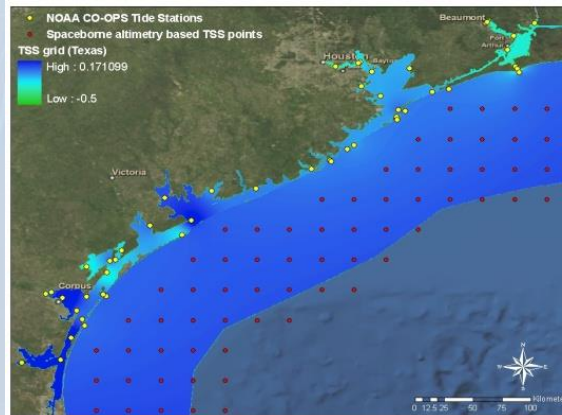 NOAA CO-OPS Tide Stations
Spaceborne altimetry based TSS points
TSS grid (Texas)
High : 0.171099
Low : -0.5
Beaumont
Port
Arthur
Houston
Victoria
Corpus
N
W
E
S
Kilomete
0 12.5 25 50 75 100